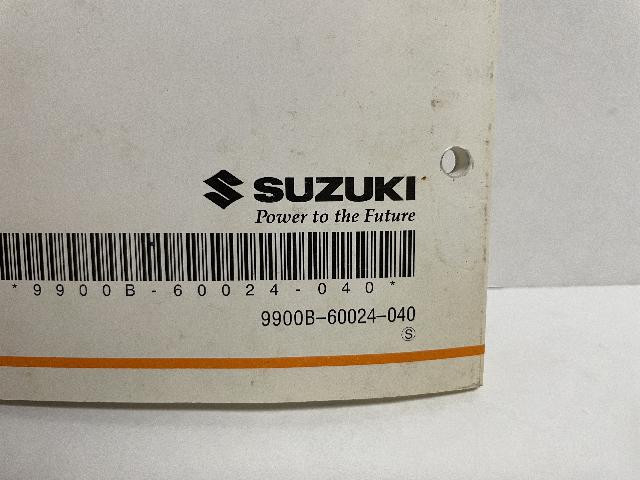 SUZUKI
Power to the Future
*9900B-60024-040*
9900B-60024-040
S